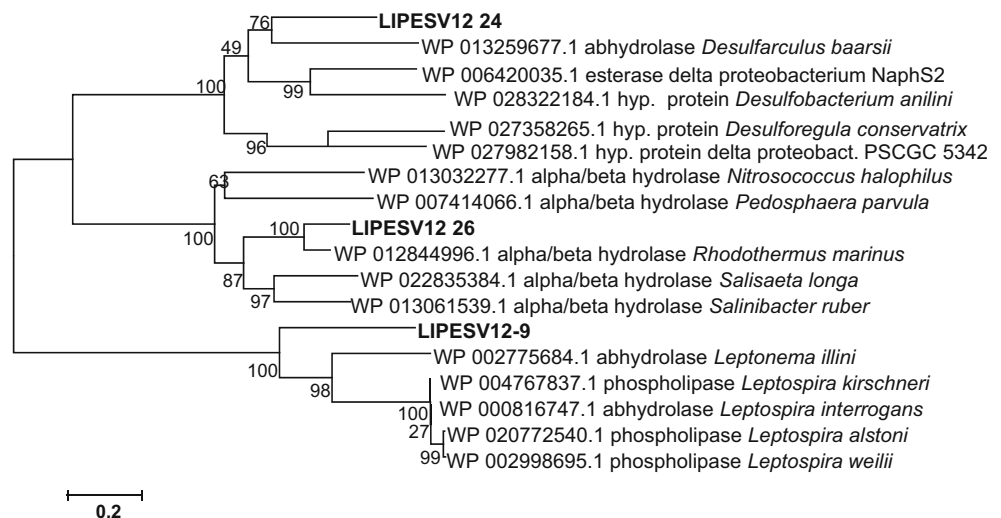 76
LIPESV12 24
49
WP 013259677.1 abhydrolase Desulfarculus baarsii
WP 006420035.1 esterase delta proteobacterium NaphS2
100
99
WP 028322184.1 hyp. protein Desulfobacterium anilini
WP 027358265.1 hyp. protein Desulforegula conservatrix
96
WP 027982158.1 hyp. protein delta proteobact. PSCGC 5342
63
WP 013032277.1 alpha/beta hydrolase Nitrosococcus halophilus
WP 007414066.1 alpha/beta hydrolase Pedosphaera parvula
100
100
LIPESV12 26
WP 012844996.1 alpha/beta hydrolase Rhodothermus marinus
87
WP 022835384.1 alpha/beta hydrolase Salisaeta longa
97
WP 013061539.1 alpha/beta hydrolase Salinibacter ruber
LIPESV12-9
100
WP 002775684.1 abhydrolase Leptonema illini
98
WP 004767837.1 phospholipase Leptospira kirschneri
100
WP 000816747.1 abhydrolase Leptospira interrogans
27
WP 020772540.1 phospholipase Leptospira alstoni
99
WP 002998695.1 phospholipase Leptospira weilii
0.2